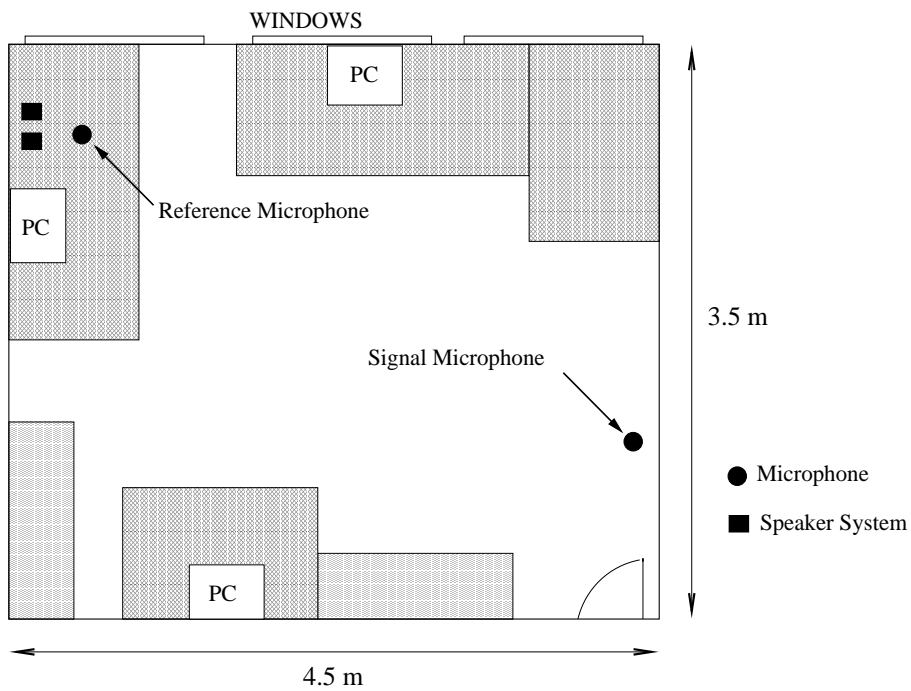 WINDOWS
PC
PC
Reference Microphone
3.5 m
Signal Microphone
Microphone
Speaker System
PC
4.5 m